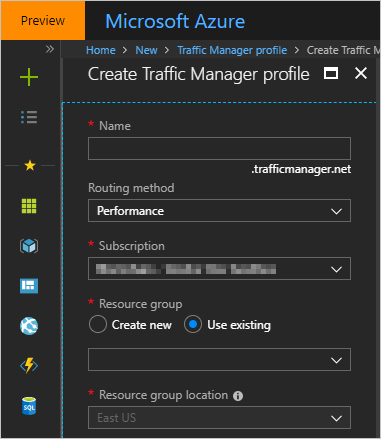 Preview
Microsoft Azure
Home > New > Traffic Manager profile > Create Traffic M
Create Traffic Manager profile
* Name
.trafficmanager.net
Routing method
Performance
* Subscription
* Resource group
Create new Use existing
* Resource group location
East US
SQL